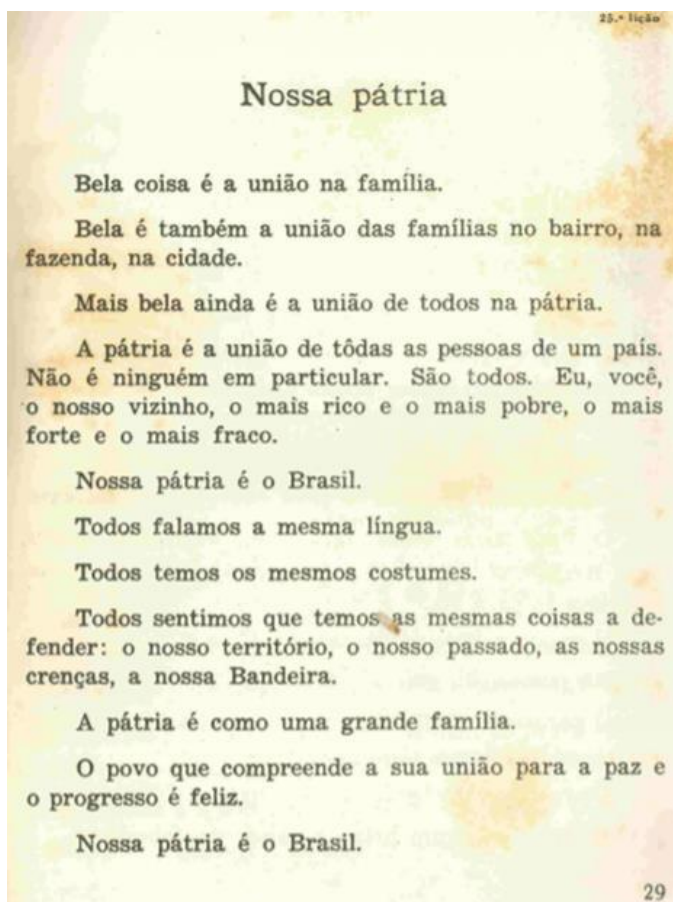 25.ª lição
Nossa pátria
Bela coisa é a união na família.
Bela é também a união das famílias no bairro, na
fazenda, na cidade.
Mais bela ainda é a união de todos na pátria.
A pátria é a união de tôdas as pessoas de um país.
Não é ninguém em particular. São todos. Eu, você,
o nosso vizinho, o mais rico e o mais pobre, o mais
forte e o mais fraco.
Nossa pátria é o Brasil.
Todos falamos a mesma língua.
Todos temos os mesmos costumes.
Todos sentimos que temos as mesmas coisas a de-
fender: o nosso território, o nosso passado, as nossas
crenças, a nossa Bandeira.
A pátria é como uma grande família.
O povo que compreende a sua união para a paz e
o progresso é feliz.
Nossa pátria é o Brasil.
29